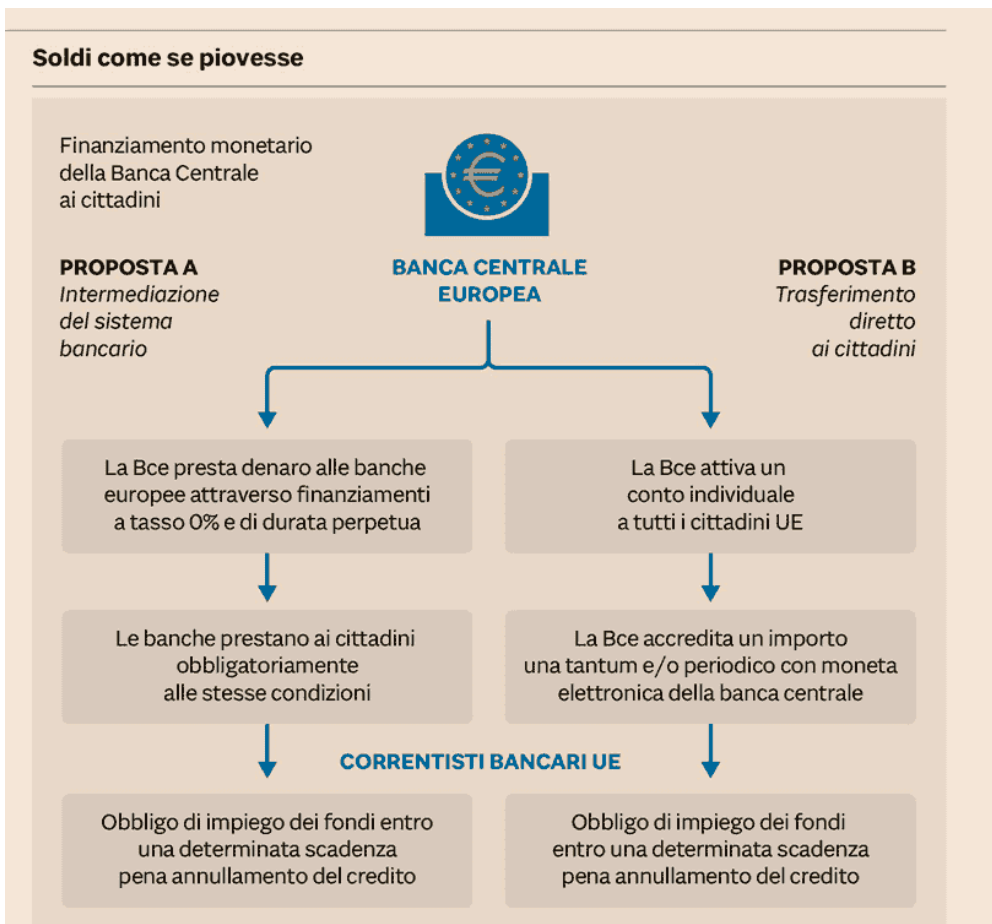 Soldi come se piovesse
Finanziamento monetario
della Banca Centrale
ai cittadini
PROPOSTA A
Intermediazione
del sistema
bancario
BANCA CENTRALE
EUROPEA
PROPOSTA B
Trasferimento
diretto
ai cittadini
La Bce presta denaro alle banche
europee attraverso finanziamenti
a tasso 0% e di durata perpetua
La Bce attiva un
conto individuale
a tutti i cittadini UE
Le banche prestano ai cittadini
obbligatoriamente
alle stesse condizioni
La Bce accredita un importo
una tantum e/o periodico con moneta
elettronica della banca centrale
CORRENTISTI BANCARI UE
Obbligo di impiego dei fondi entro
una determinata scadenza
pena annullamento del credito
Obbligo di impiego dei fondi
entro una determinata scadenza
pena annullamento del credito